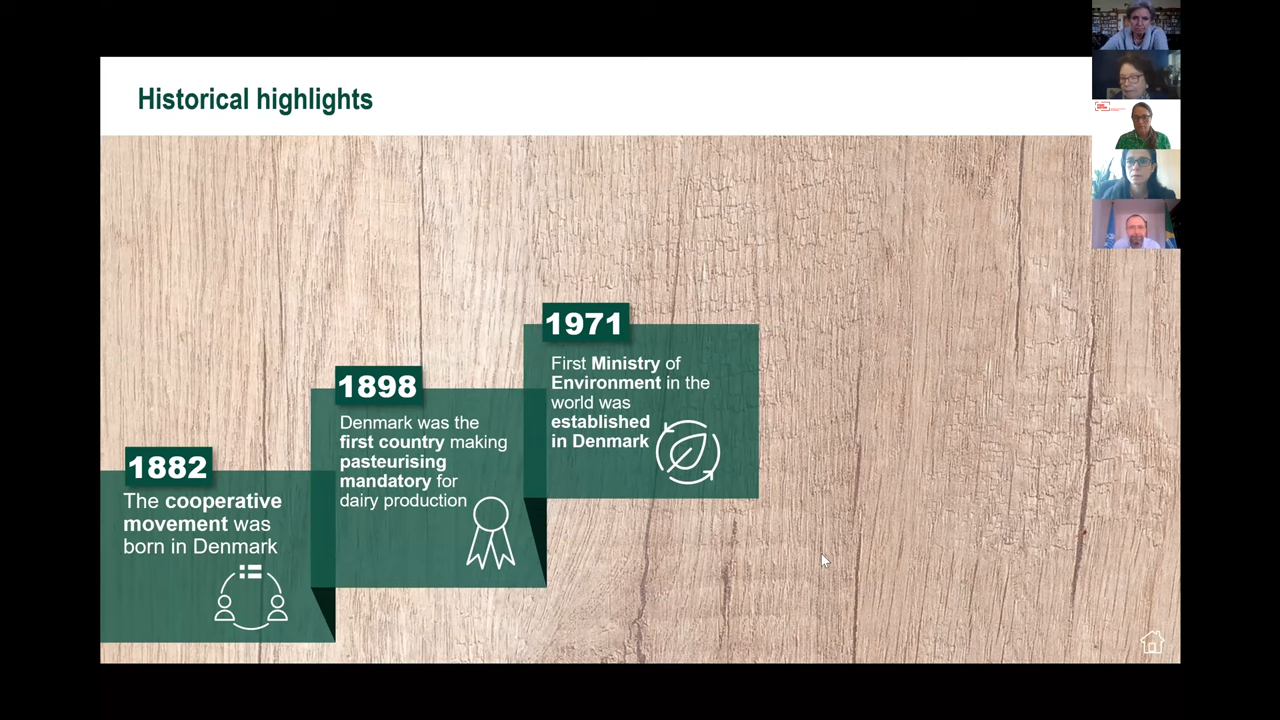 Historical highlights
1882
The cooperative
movement was
born in Denmark
1898
Denmark was the
first country making
pasteurising
mandatory for
dairy production
1971
First Ministry of
Environment in the
world was
established
in Denmark